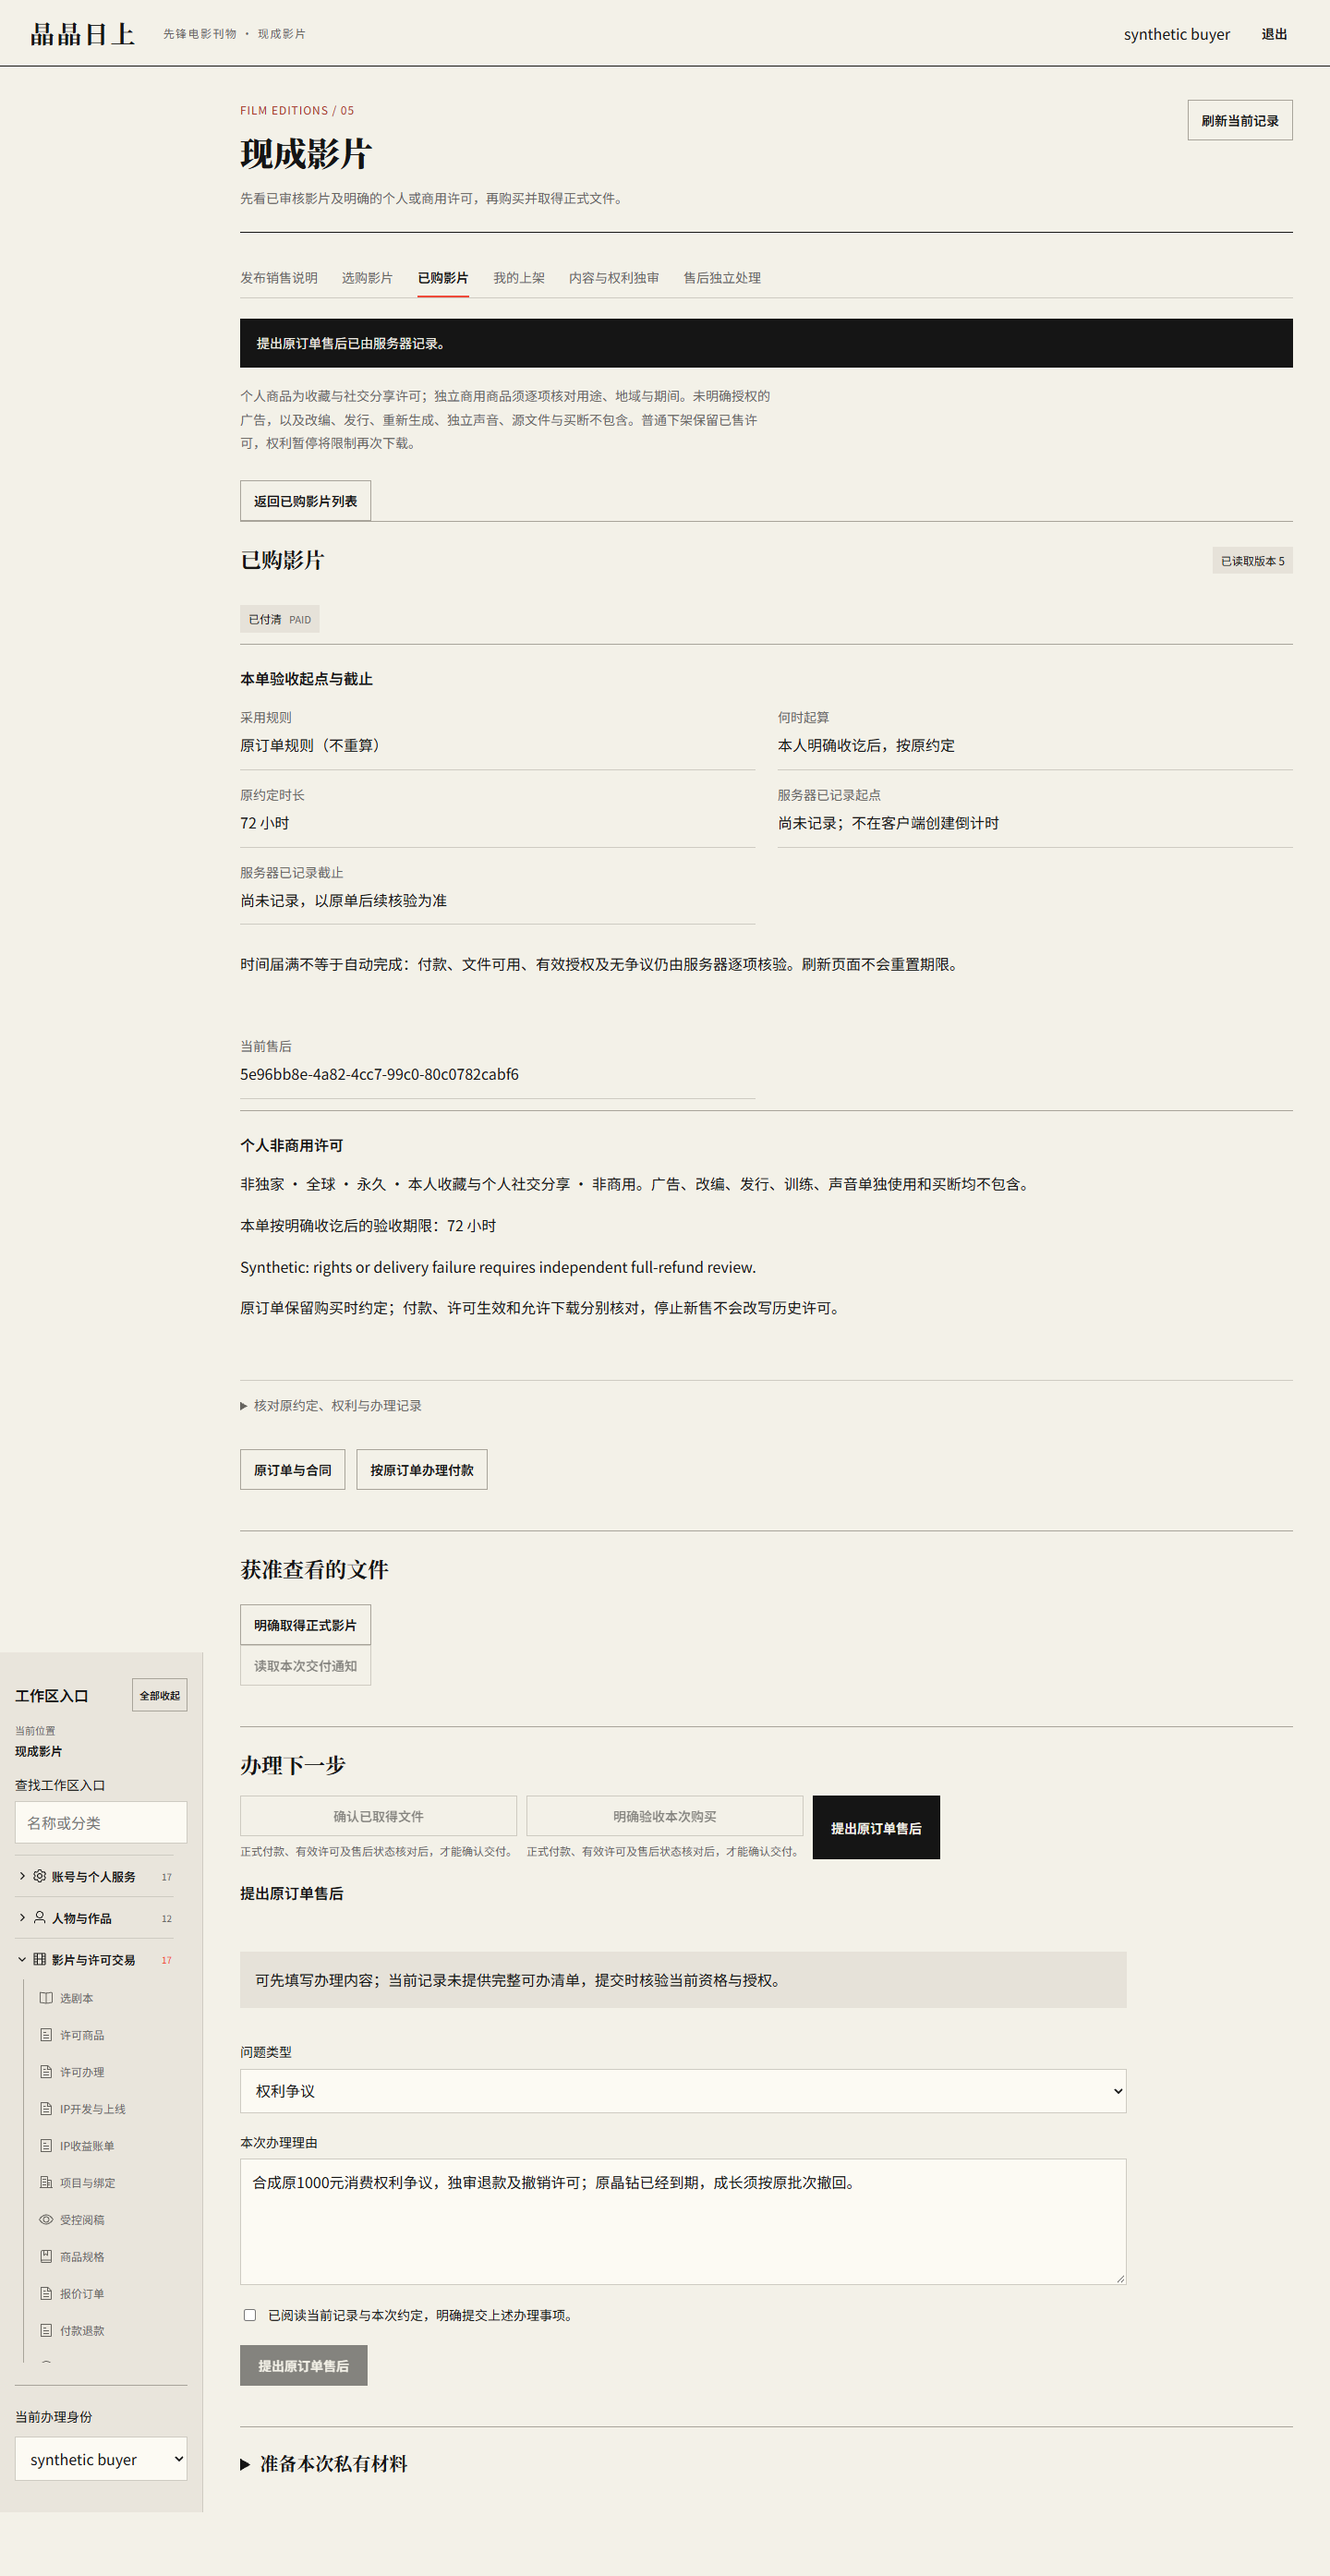 晶晶日上
先锋电影刊物 · 现成影片
synthetic buyer
退出
FILM EDITIONS / 05
现成影片
刷新当前记录
先看已审核影片及明确的个人或商用许可，再购买并取得正式文件。
发布销售说明
选购影片
已购影片
我的上架
内容与权利独审
售后独立处理
提出原订单售后已由服务器记录。
个人商品为收藏与社交分享许可；独立商用商品须逐项核对用途、地域与期间。未明确授权的
广告，以及改编、发行、重新生成、独立声音、源文件与买断不包含。普通下架保留已售许
可，权利暂停将限制再次下载。
返回已购影片列表
已购影片
已读取版本 5
已付清 PAID
本单验收起点与截止
采用规则
原订单规则（不重算）
何时起算
本人明确收讫后，按原约定
原约定时长
72 小时
服务器已记录起点
尚未记录；不在客户端创建倒计时
服务器已记录截止
尚未记录，以原单后续核验为准
时间届满不等于自动完成：付款、文件可用、有效授权及无争议仍由服务器逐项核验。刷新页面不会重置期限。
当前售后
5e96bb8e-4a82-4cc7-99c0-80c0782cabf6
个人非商用许可
非独家 · 全球 · 永久 · 本人收藏与个人社交分享 · 非商用。广告、改编、发行、训练、声音单独使用和买断均不包含。
本单按明确收讫后的验收期限：72 小时
Synthetic: rights or delivery failure requires independent full-refund review.
原订单保留购买时约定；付款、许可生效和允许下载分别核对，停止新售不会改写历史许可。
核对原约定、权利与办理记录
原订单与合同
按原订单办理付款
获准查看的文件
明确取得正式影片
读取本次交付通知
办理下一步
确认已取得文件
正式付款、有效许可及售后状态核对后，才能确认交付。
明确验收本次购买
正式付款、有效许可及售后状态核对后，才能确认交付。
提出原订单售后
提出原订单售后
可先填写办理内容；当前记录未提供完整可办清单，提交时核验当前资格与授权。
问题类型
权利争议
本次办理理由
合成原1000元消费权利争议，独审退款及撤销许可；原晶钻已经到期，成长须按原批次撤回。
已阅读当前记录与本次约定，明确提交上述办理事项。
提出原订单售后
准备本次私有材料
工作区入口
全部收起
当前位置
现成影片
查找工作区入口
名称或分类
账号与个人服务 17
人物与作品 12
影片与许可交易 17
选剧本
许可商品
许可办理
IP开发与上线
IP收益账单
项目与绑定
受控阅稿
商品规格
报价订单
付款退款
当前办理身份
synthetic buyer